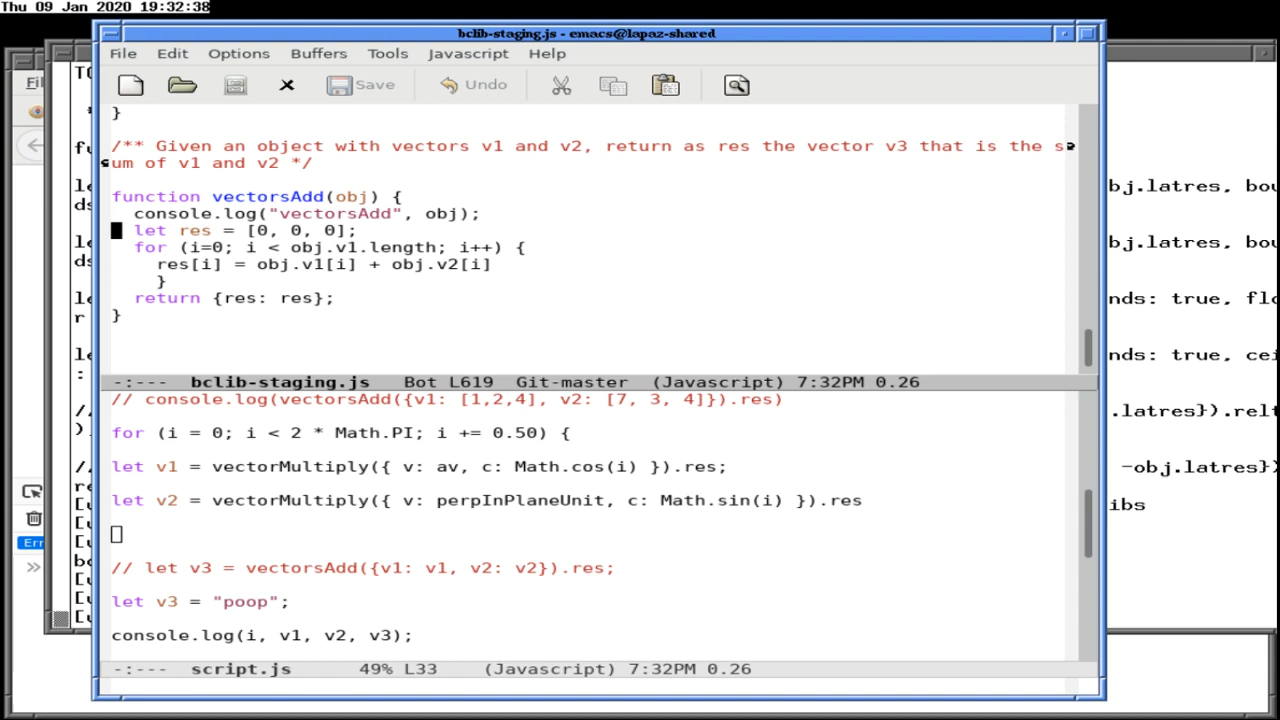 Thu 09 Jan 2020 19:32:38
bclib-staging.js - emacs@lapaz-shared
File Edit Options Buffers Tools Javascript Help
Save Undo
}
/** Given an object with vectors v1 and v2, return as res the vector v3 that is the s
um of v1 and v2 */
function vectorsAdd(obj) {
console.log("vectorsAdd", obj);
let res = [0, 0, 0];
for (i=0; i < obj.v1.length; i++) {
res[i] = obj.v1[i] + obj.v2[i]
}
return {res: res};
}
-:--- bclib-staging.js Bot L619 Git-master (Javascript) 7:32PM 0.26
// console.log(vectorsAdd({v1: [1,2,4], v2: [7, 3, 4]}).res)
for (i = 0; i < 2 * Math.PI; i += 0.50) {
let v1 = vectorMultiply({ v: av, c: Math.cos(i) }).res;
let v2 = vectorMultiply({ v: perpInPlaneUnit, c: Math.sin(i) }).res
// let v3 = vectorsAdd({v1: v1, v2: v2}).res;
let v3 = "poop";
console.log(i, v1, v2, v3);
-:--- script.js 49% L33 (Javascript) 7:32PM 0.26
bj.latres, bou
bj.latres, bou
nds: true, flo
nds: true, cei
.latres}).relt
-obj.latres})
ibs
Err